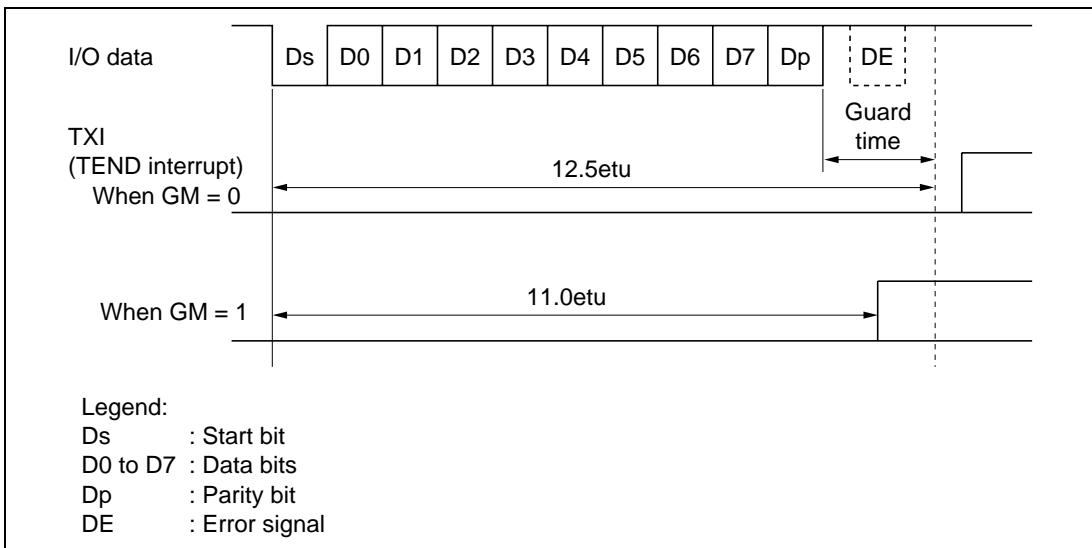 I/O data
Ds D0 D1 D2 D3 D4 D5 D6 D7 Dp DE
Guard
time
TXI
(TEND interrupt)
When GM = 0
12.5etu
When GM = 1
11.0etu
Legend:
Ds : Start bit
D0 to D7 : Data bits
Dp : Parity bit
DE : Error signal